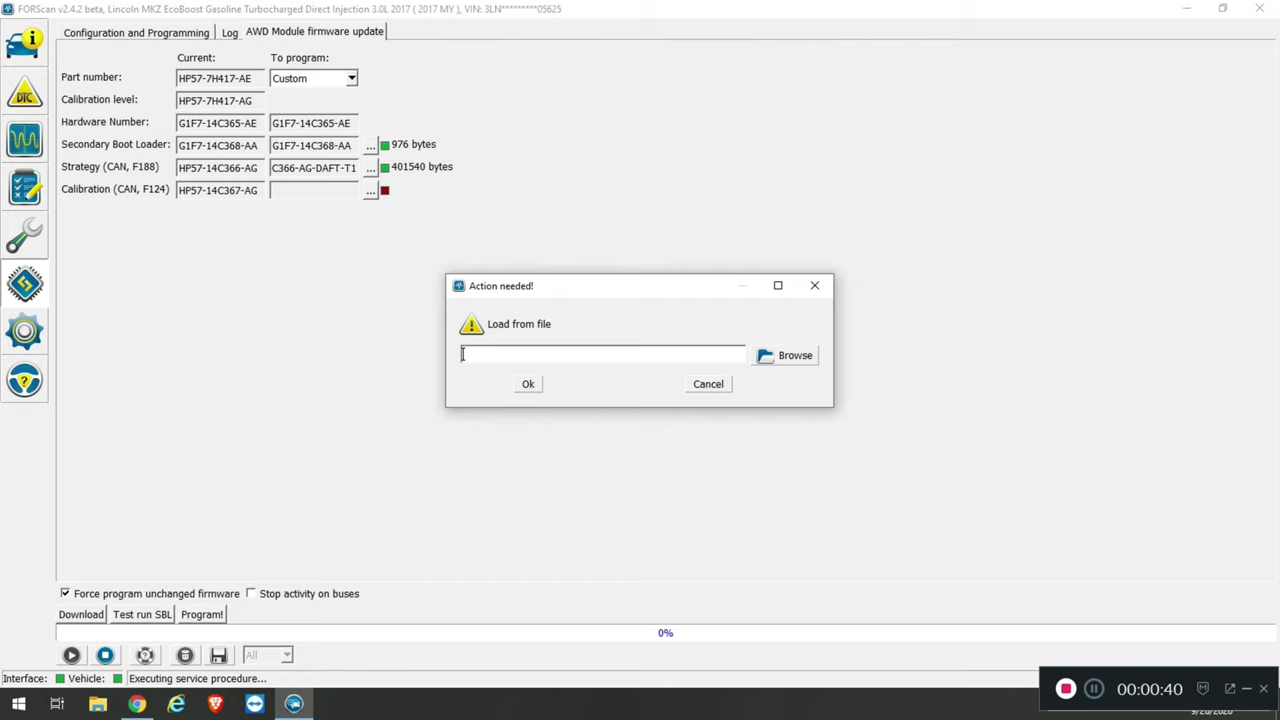 FORScan v2.4.2 beta, Lincoln MKZ EcoBoost Gasoline Turbocharged Direct Injection 3.0L 2017 ( 2017 MY ), VIN: 3LN*********05625
Configuration and Programming Log AWD Module firmware update
Current: To program:
Part number: HP57-7H417-AE Custom
Calibration level: HP57-7H417-AG
Hardware Number: G1F7-14C365-AE G1F7-14C365-AE
Secondary Boot Loader: G1F7-14C368-AA G1F7-14C368-AA ... 976 bytes
Strategy (CAN, F188) HP57-14C366-AG C366-AG-DAFT-T1 ... 401540 bytes
Calibration (CAN, F124) HP57-14C367-AG ...
DTC
Action needed!
Load from file
Browse
Ok Cancel
Force program unchanged firmware Stop activity on buses
Download Test run SBL Program!
0%
All
Interface: Vehicle: Executing service procedure...
00:00:40